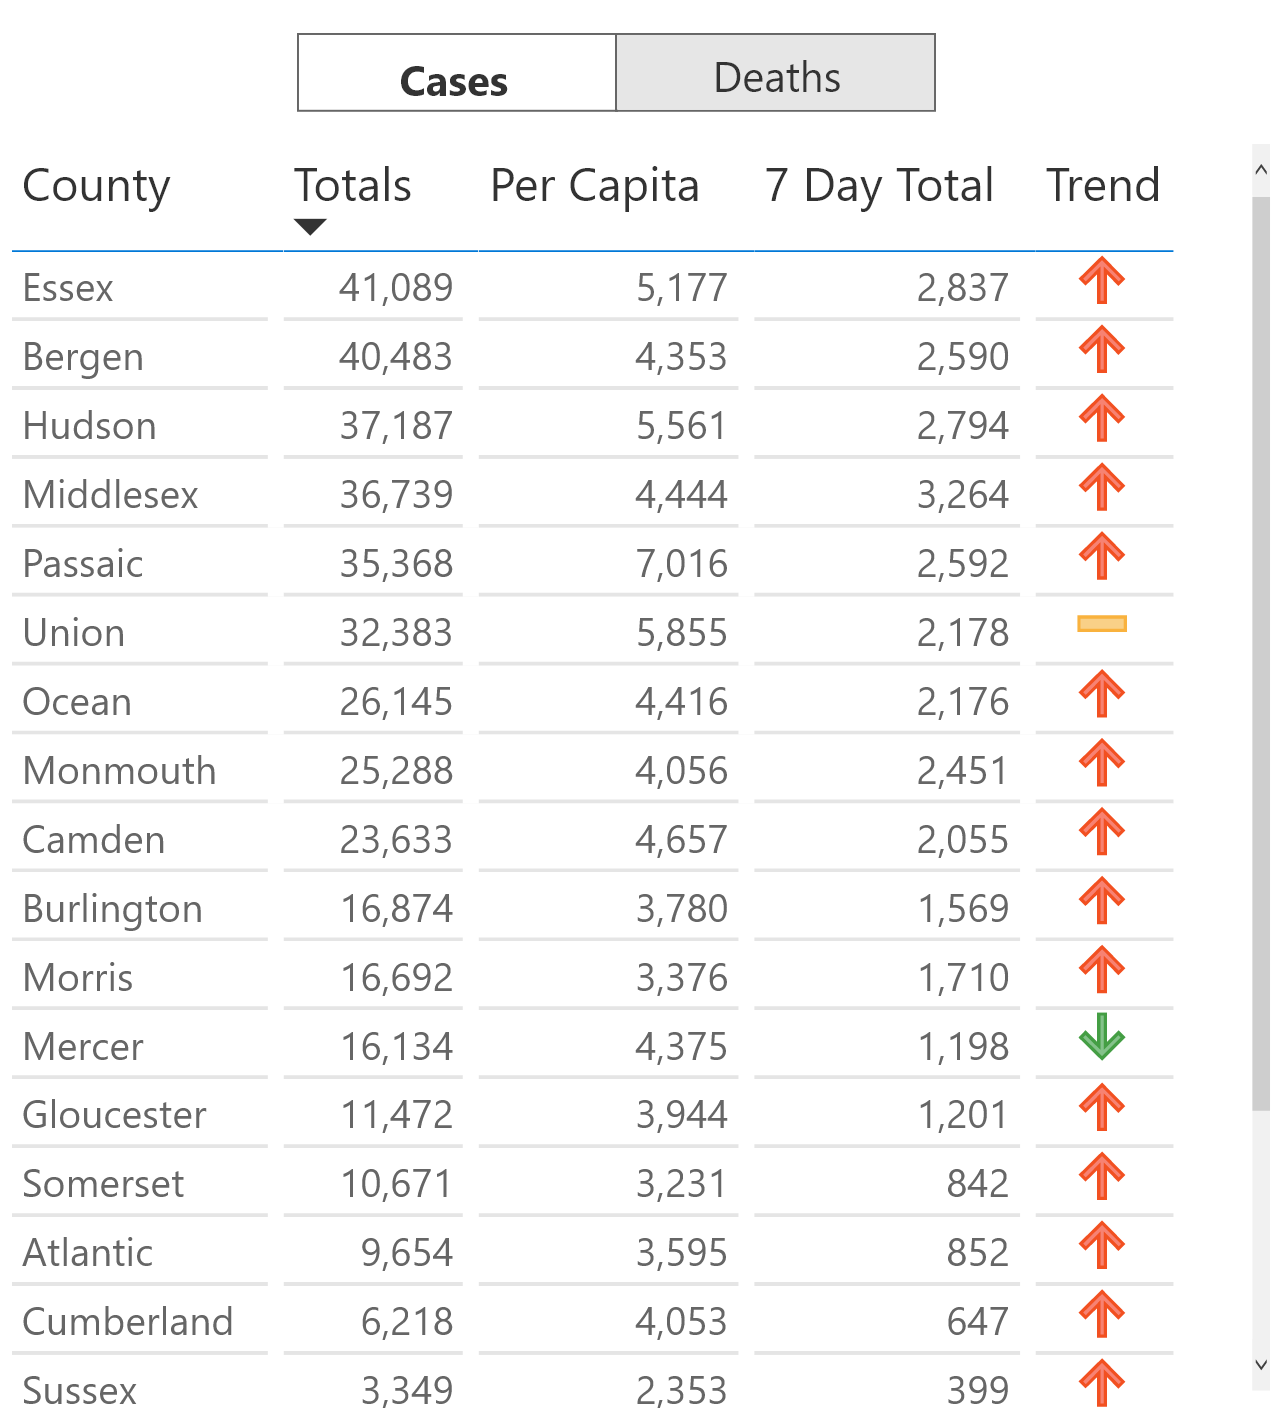 Cases Deaths
County Totals Per Capita 7 Day Total Trend
Essex 41,089 5,177 2,837
Bergen 40,483 4,353 2,590
Hudson 37,187 5,561 2,794
Middlesex 36,739 4,444 3,264
Passaic 35,368 7,016 2,592
Union 32,383 5,855 2,178
Ocean 26,145 4,416 2,176
Monmouth 25,288 4,056 2,451
Camden 23,633 4,657 2,055
Burlington 16,874 3,780 1,569
Morris 16,692 3,376 1,710
Mercer 16,134 4,375 1,198
Gloucester 11,472 3,944 1,201
Somerset 10,671 3,231 842
Atlantic 9,654 3,595 852
Cumberland 6,218 4,053 647
Sussex 3,349 2,353 399